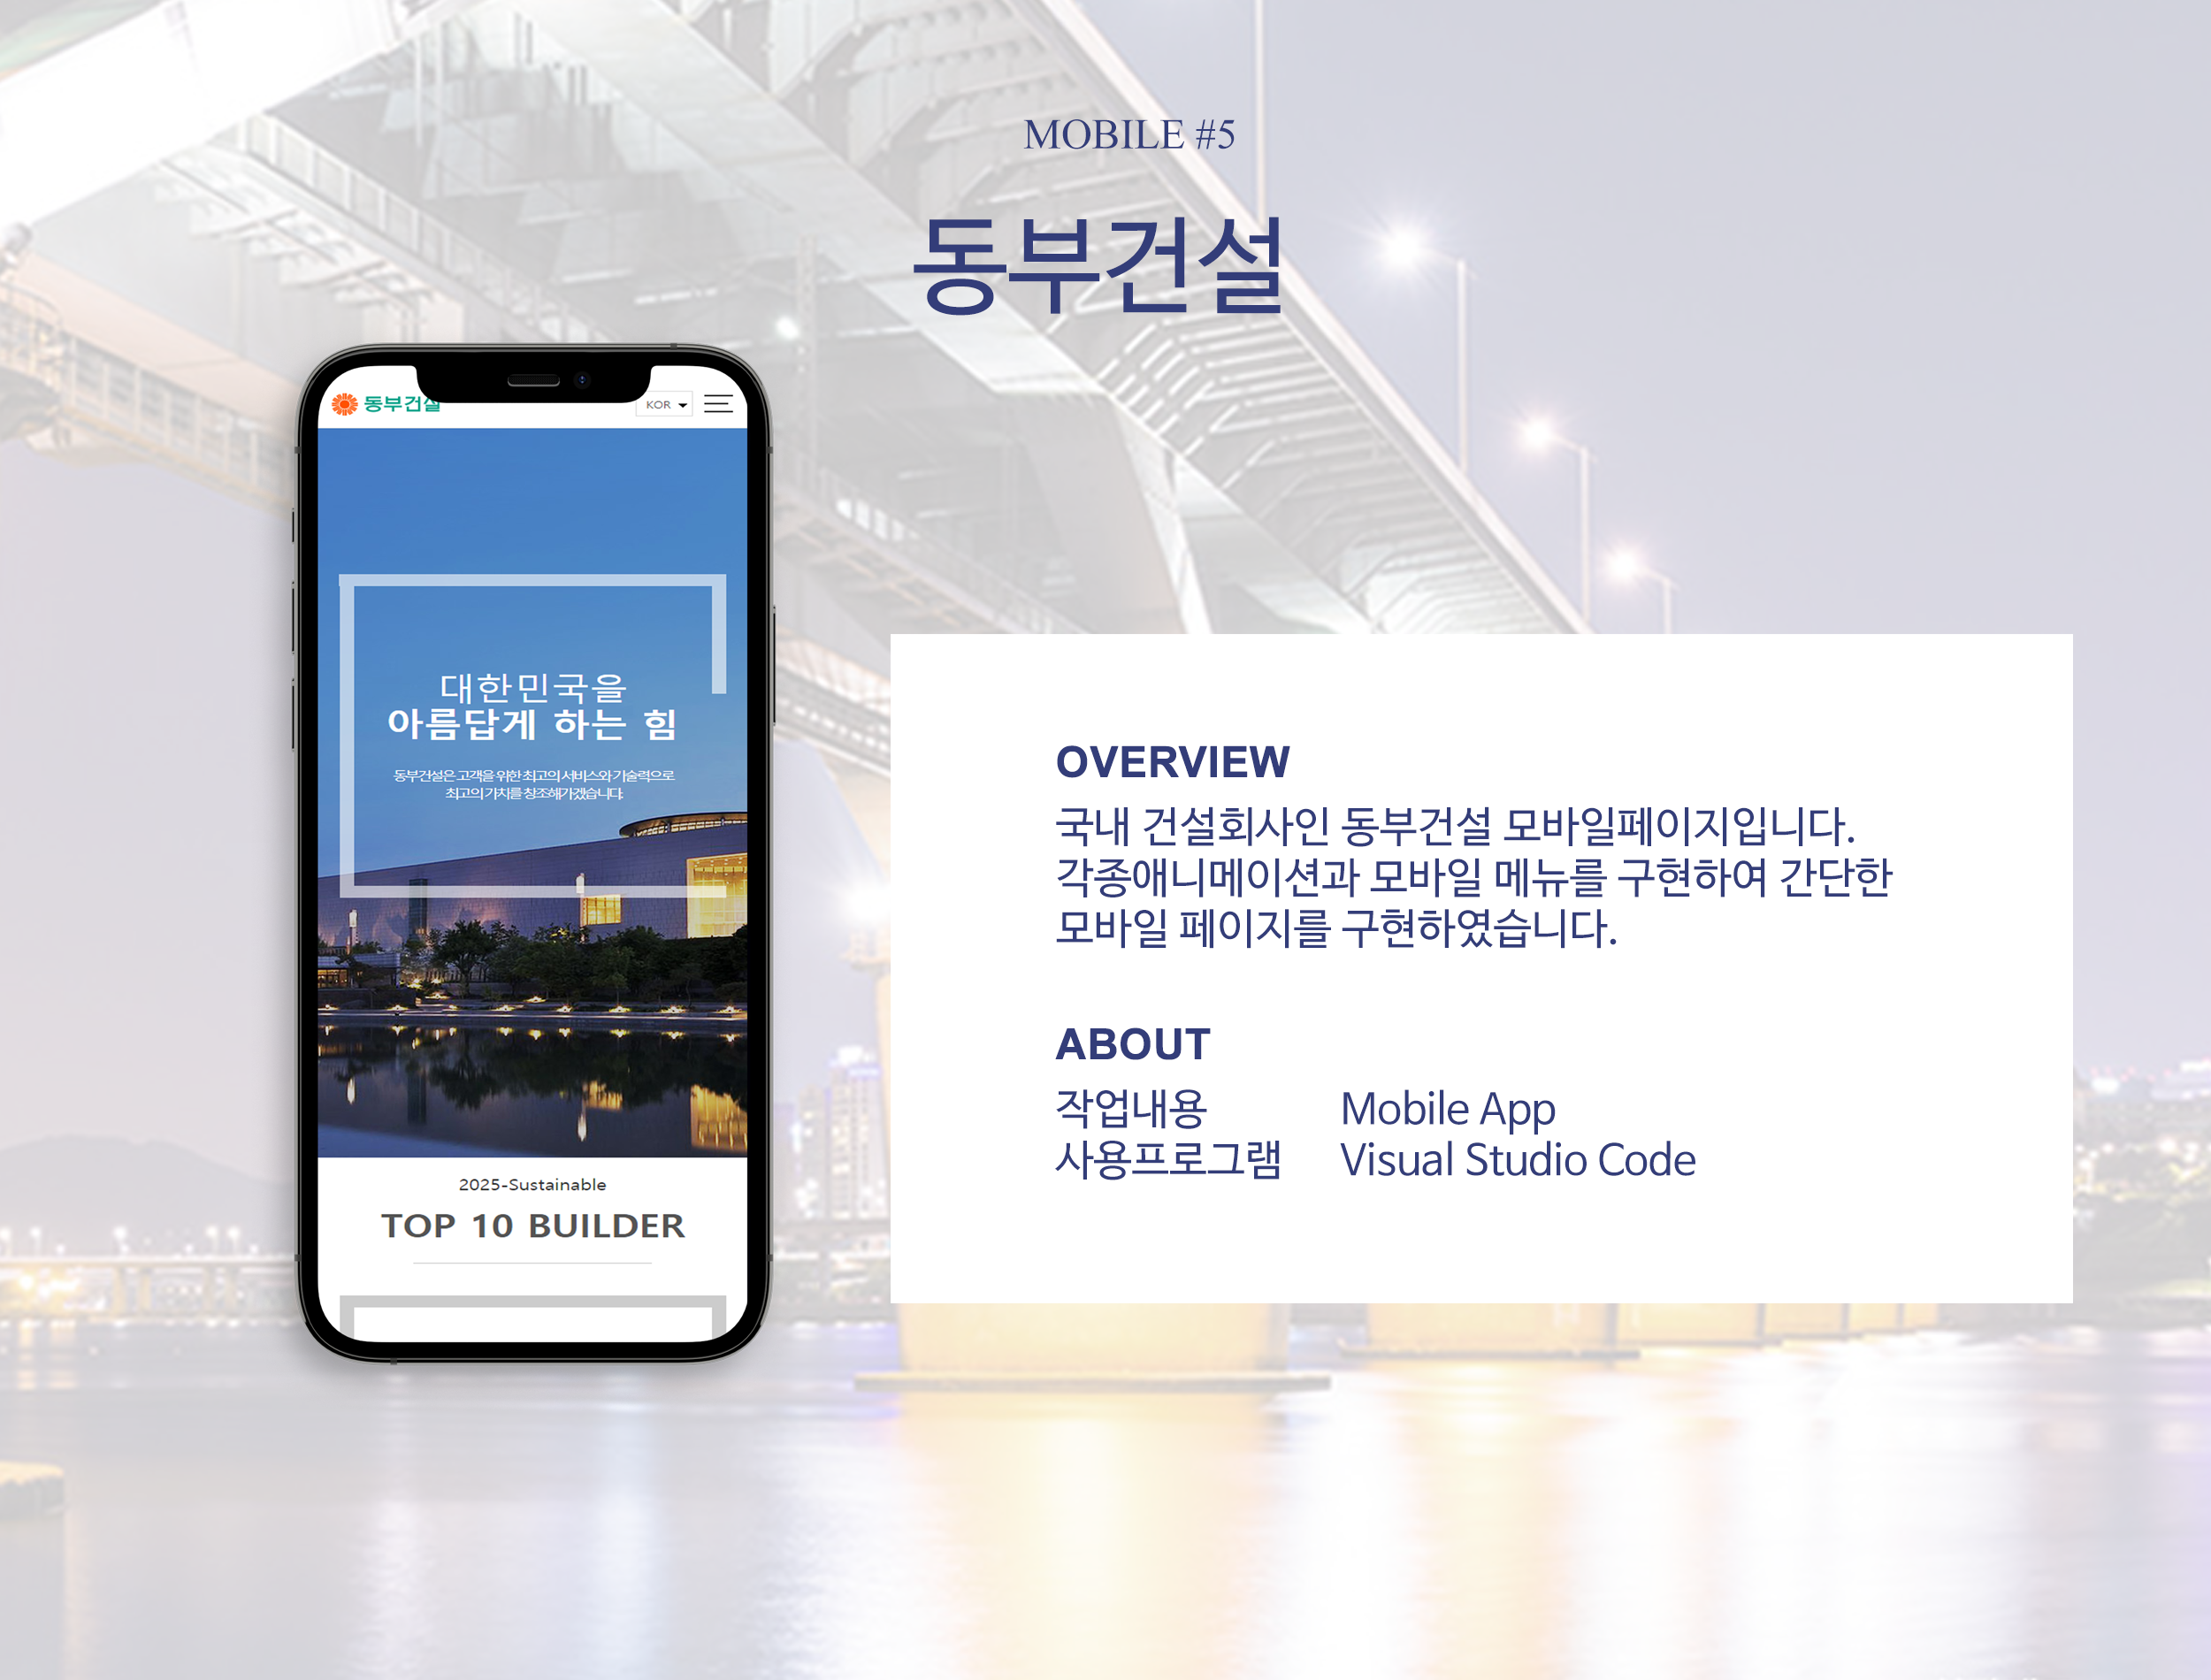 MOBILE #5
동부건설
동부건설
KOR
대한민국을
아름답게 하는 힘
동부건설은 고객을 위한 최고의 서비스와 기술력으로
최고의 가치를 창조해가겠습니다.
2025-Sustainable
TOP 10 BUILDER
OVERVIEW
국내 건설회사인 동부건설 모바일페이지입니다.
각종애니메이션과 모바일 메뉴를 구현하여 간단한
모바일 페이지를 구현하였습니다.
ABOUT
작업내용 Mobile App
사용프로그램 Visual Studio Code